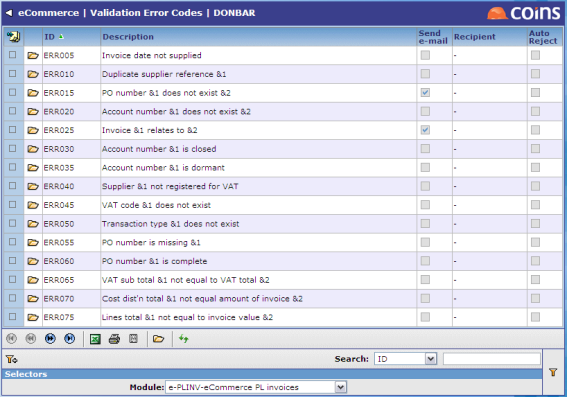 eCommerce | Validation Error Codes | DONBAR
coins
ID Description Send e-mail Recipient Auto Reject
ERR005 Invoice date not supplied -
ERR010 Duplicate supplier reference &1 -
ERR015 PO number &1 does not exist &2 -
ERR020 Account number &1 does not exist &2 -
ERR025 Invoice &1 relates to &2 -
ERR030 Account number &1 is closed -
ERR035 Account number &1 is dormant -
ERR040 Supplier &1 not registered for VAT -
ERR045 VAT code &1 does not exist -
ERR050 Transaction type &1 does not exist -
ERR055 PO number is missing &1 -
ERR060 PO number &1 is complete -
ERR065 VAT sub total &1 not equal to VAT total &2 -
ERR070 Cost dist'n total &1 not equal amount of invoice &2 -
ERR075 Lines total &1 not equal to invoice value &2 -
Search: ID
Selectors
Module: e-PLINV-eCommerce PL invoices